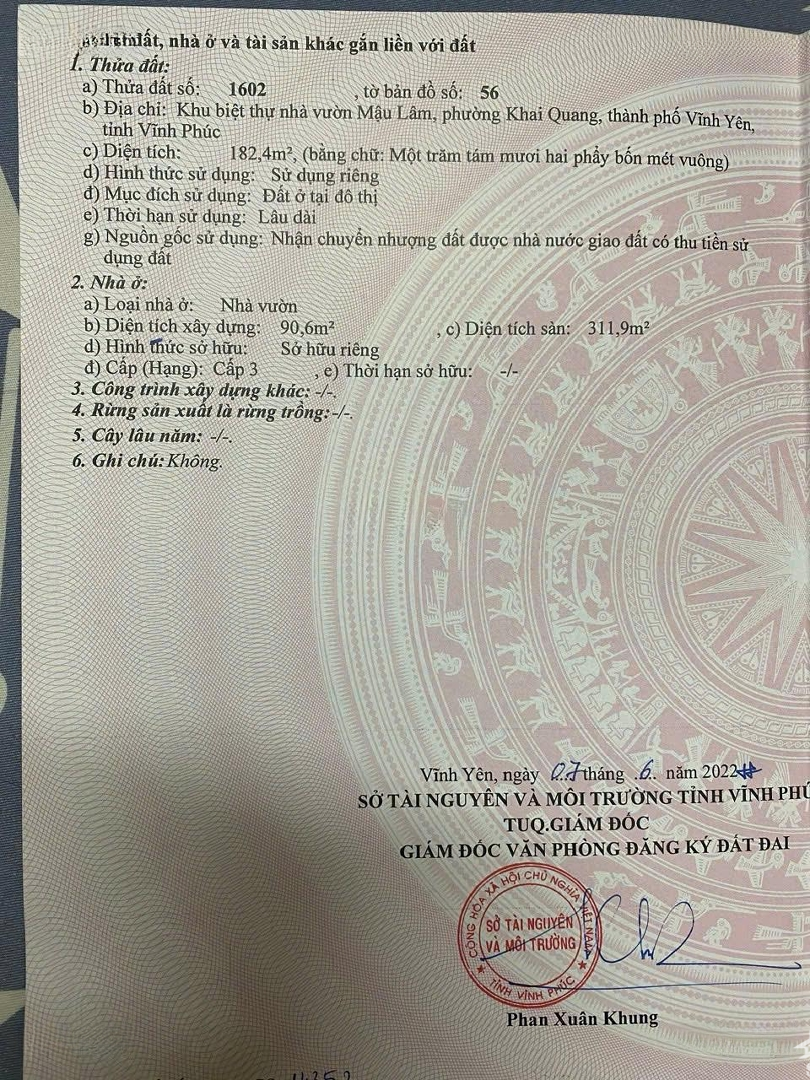 đất, nhà ở và tài sản khác gắn liền với đất
1. Thửa đất:
a) Thửa đất số: 1602 , tờ bản đồ số: 56
b) Địa chỉ: Khu biệt thự nhà vườn Mậu Lâm, phường Khai Quang, thành phố Vĩnh Yên,
tỉnh Vĩnh Phúc
c) Diện tích: 182,4m², (bằng chữ: Một trăm tám mươi hai phẩy bốn mét vuông)
d) Hình thức sử dụng: Sử dụng riêng
đ) Mục đích sử dụng: Đất ở tại đô thị
e) Thời hạn sử dụng: Lâu dài
g) Nguồn gốc sử dụng: Nhận chuyển nhượng đất được nhà nước giao đất có thu tiền sử
dụng đất
2. Nhà ở:
a) Loại nhà ở: Nhà vườn
b) Diện tích xây dựng: 90,6m² , c) Diện tích sàn: 311,9m²
d) Hình thức sở hữu: Sở hữu riêng
đ) Cấp (Hạng): Cấp 3 , e) Thời hạn sở hữu: -/-
3. Công trình xây dựng khác: -/-.
4. Rừng sản xuất là rừng trồng: -/-.
5. Cây lâu năm: -/-.
6. Ghi chú: Không.
Vĩnh Yên, ngày 07 tháng .6. năm 2022
SỞ TÀI NGUYÊN VÀ MÔI TRƯỜNG TỈNH VĨNH PHÚ
TUQ.GIÁM ĐỐC
GIÁM ĐỐC VĂN PHÒNG ĐĂNG KÝ ĐẤT ĐAI
CỘNG HÒA XÃ HỘI CHỦ NGHĨA VIỆT NAM
SỞ TÀI NGUYÊN
VÀ MÔI TRƯỜNG
★ TỈNH VĨNH PHÚC ★
Phan Xuân Khung